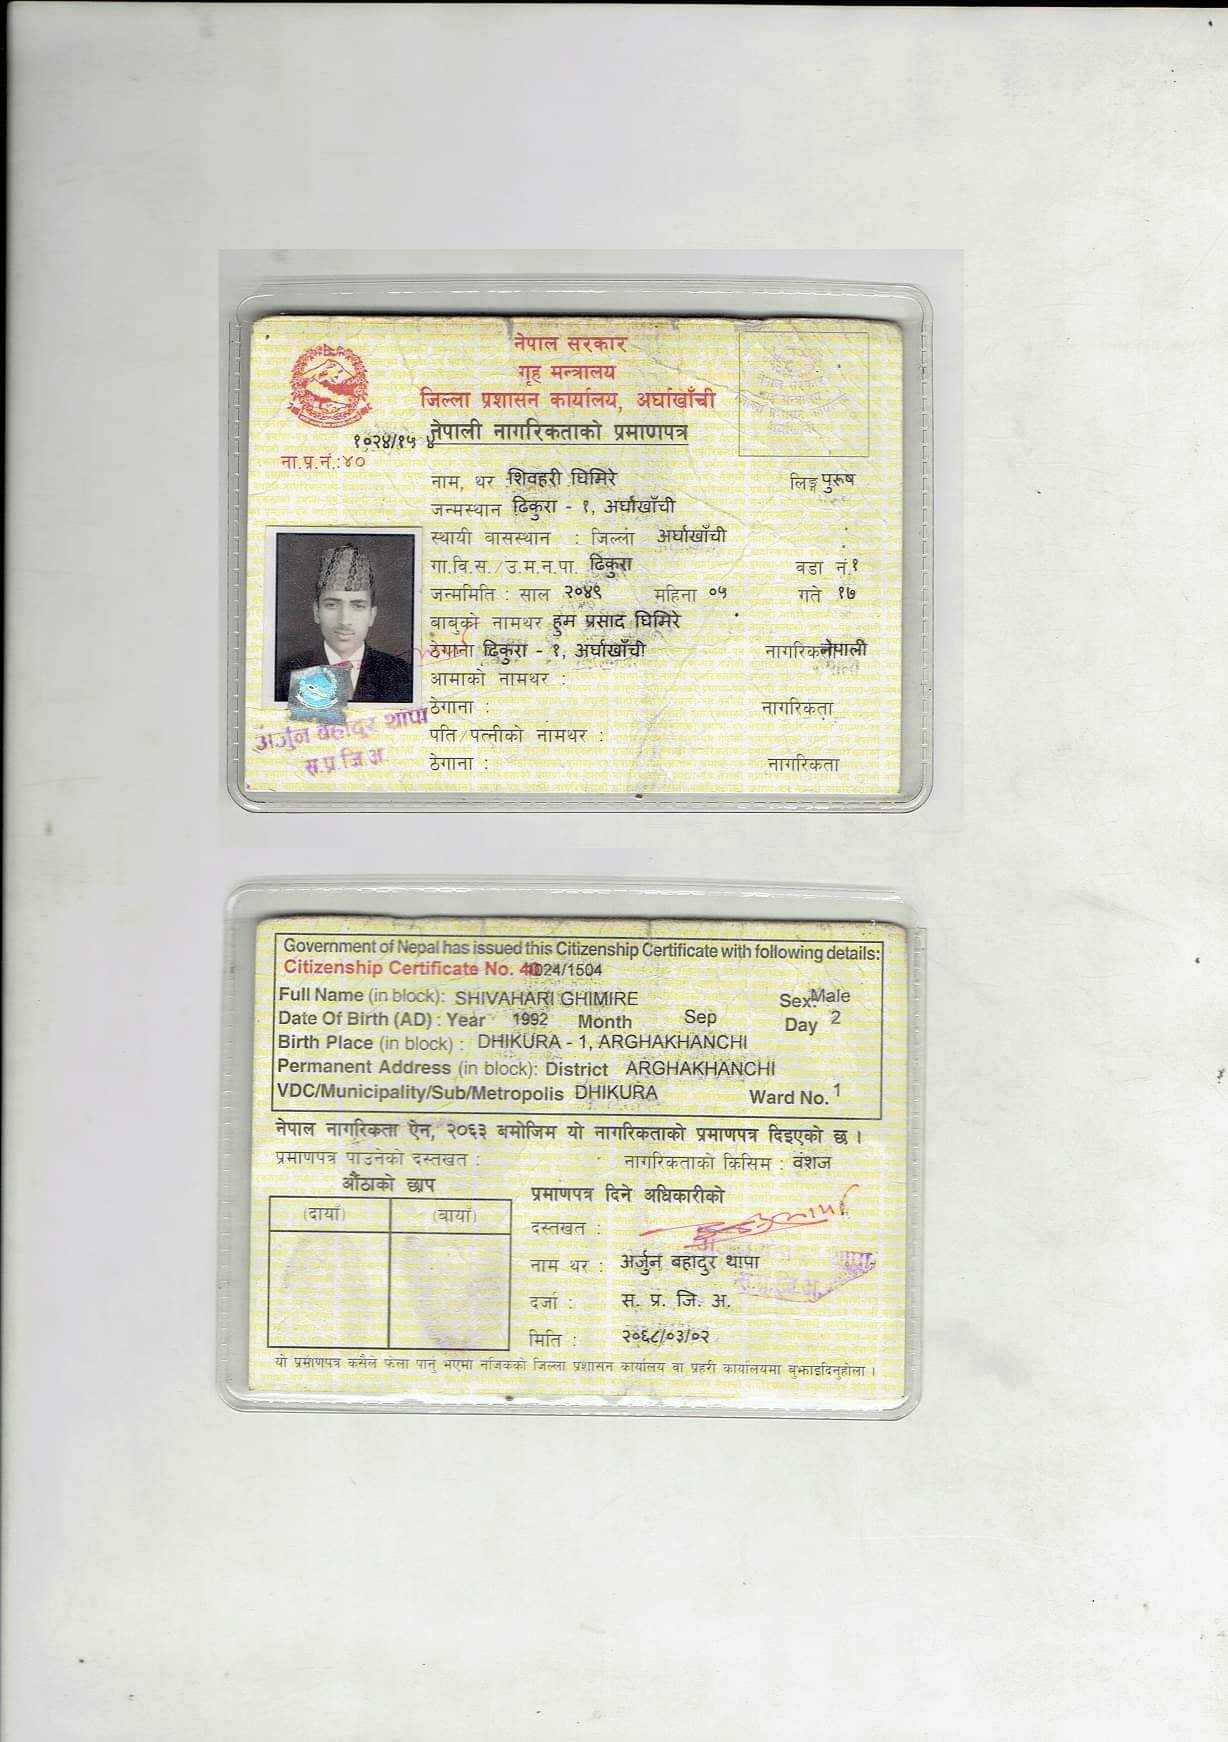 नेपाल सरकार
गृह मन्त्रालय
जिल्ला प्रशासन कार्यालय, अर्घाखाँची
नेपाली नागरिकताको प्रमाणपत्र
१०२४/१५ ४
ना.प्र.नं.:४०
नाम, थर : शिवहरी घिमिरे लिङ्ग पुरूष
जन्मस्थान ढिकुरा - १, अर्घाखाँची
स्थायी वासस्थान : जिल्ला अर्घाखाँची
गा.वि.स./उ.म.न.पा. ढिकुरा वडा नं.१
जन्ममिति : साल २०४९ महिना ०५ गते १७
बाबुको नामथर हुम प्रसाद घिमिरे
ठेगाना ढिकुरा - १, अर्घाखाँची नागरिकता नेपाली
आमाको नामथर :
ठेगाना : नागरिकता
पति/पत्नीको नामथर :
ठेगाना : नागरिकता
अर्जुन बहादुर थापा
स.प्र.जि.अ.
Government of Nepal has issued this Citizenship Certificate with following details:
Citizenship Certificate No. 40 1024/1504
Full Name (in block): SHIVAHARI GHIMIRE Sex: Male
Date Of Birth (AD) : Year 1992 Month Sep Day 2
Birth Place (in block) : DHIKURA - 1, ARGHAKHANCHI
Permanent Address (in block): District ARGHAKHANCHI
VDC/Municipality/Sub/Metropolis DHIKURA Ward No. 1
नेपाल नागरिकता ऐन, २०६३ बमोजिम यो नागरिकताको प्रमाणपत्र दिइएको छ ।
प्रमाणपत्र पाउनेको दस्तखत : नागरिकताको किसिम : वंशज
औंठाको छाप
(दायाँ) (बायाँ)
प्रमाणपत्र दिने अधिकारीको
दस्तखत :
नाम थर : अर्जुन बहादुर थापा
दर्जा : स. प्र. जि. अ.
मिति : २०६८/०३/०२
यो प्रमाणपत्र कसैले फेला पार्नु भएमा नजिकको जिल्ला प्रशासन कार्यालय वा प्रहरी कार्यालयमा बुझाइदिनुहोला ।